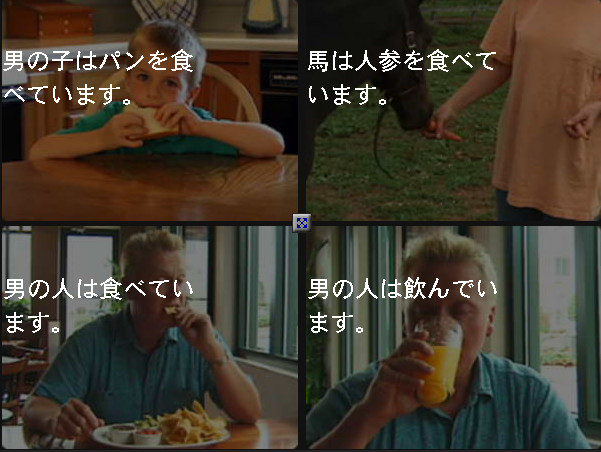 男の子はパンを食
べています。
馬は人参を食べて
います。
男の人は食べてい
ます。
男の人は飲んでい
ます。